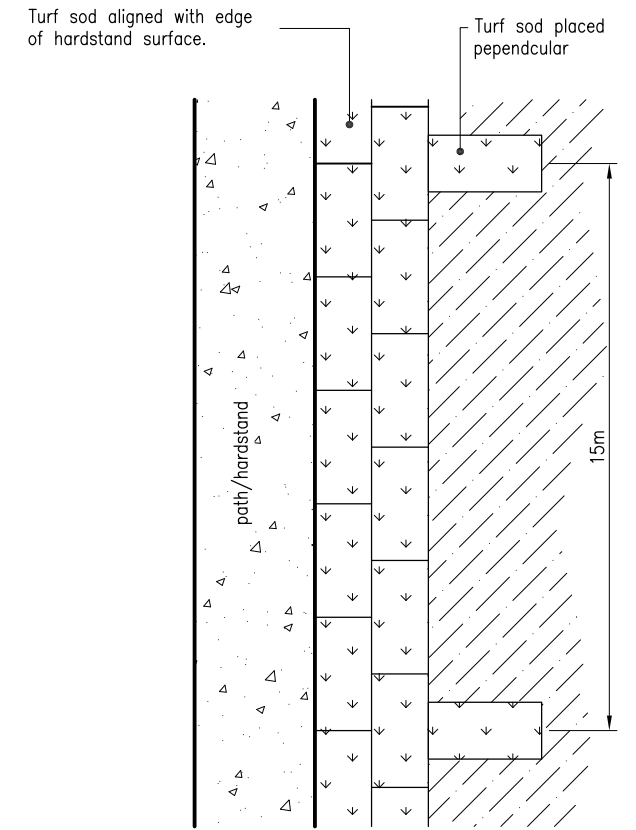 Turf sod aligned with edge
of hardstand surface.
Turf sod placed
pependcular
path/hardstand
15m